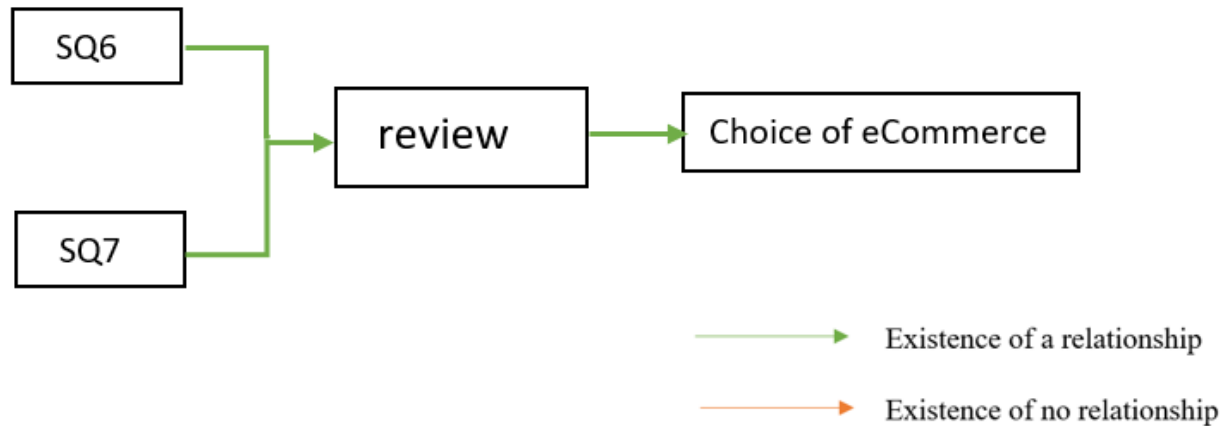 SQ6
review
Choice of eCommerce
SQ7
Existence of a relationship
Existence of no relationship